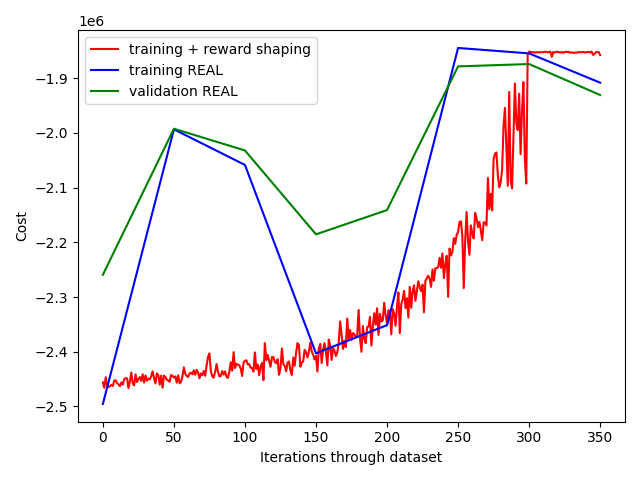 1e6
training + reward shaping
training REAL
validation REAL
−1.9
−2.0
−2.1
−2.2
−2.3
−2.4
−2.5
Cost
0 50 100 150 200 250 300 350
Iterations through dataset